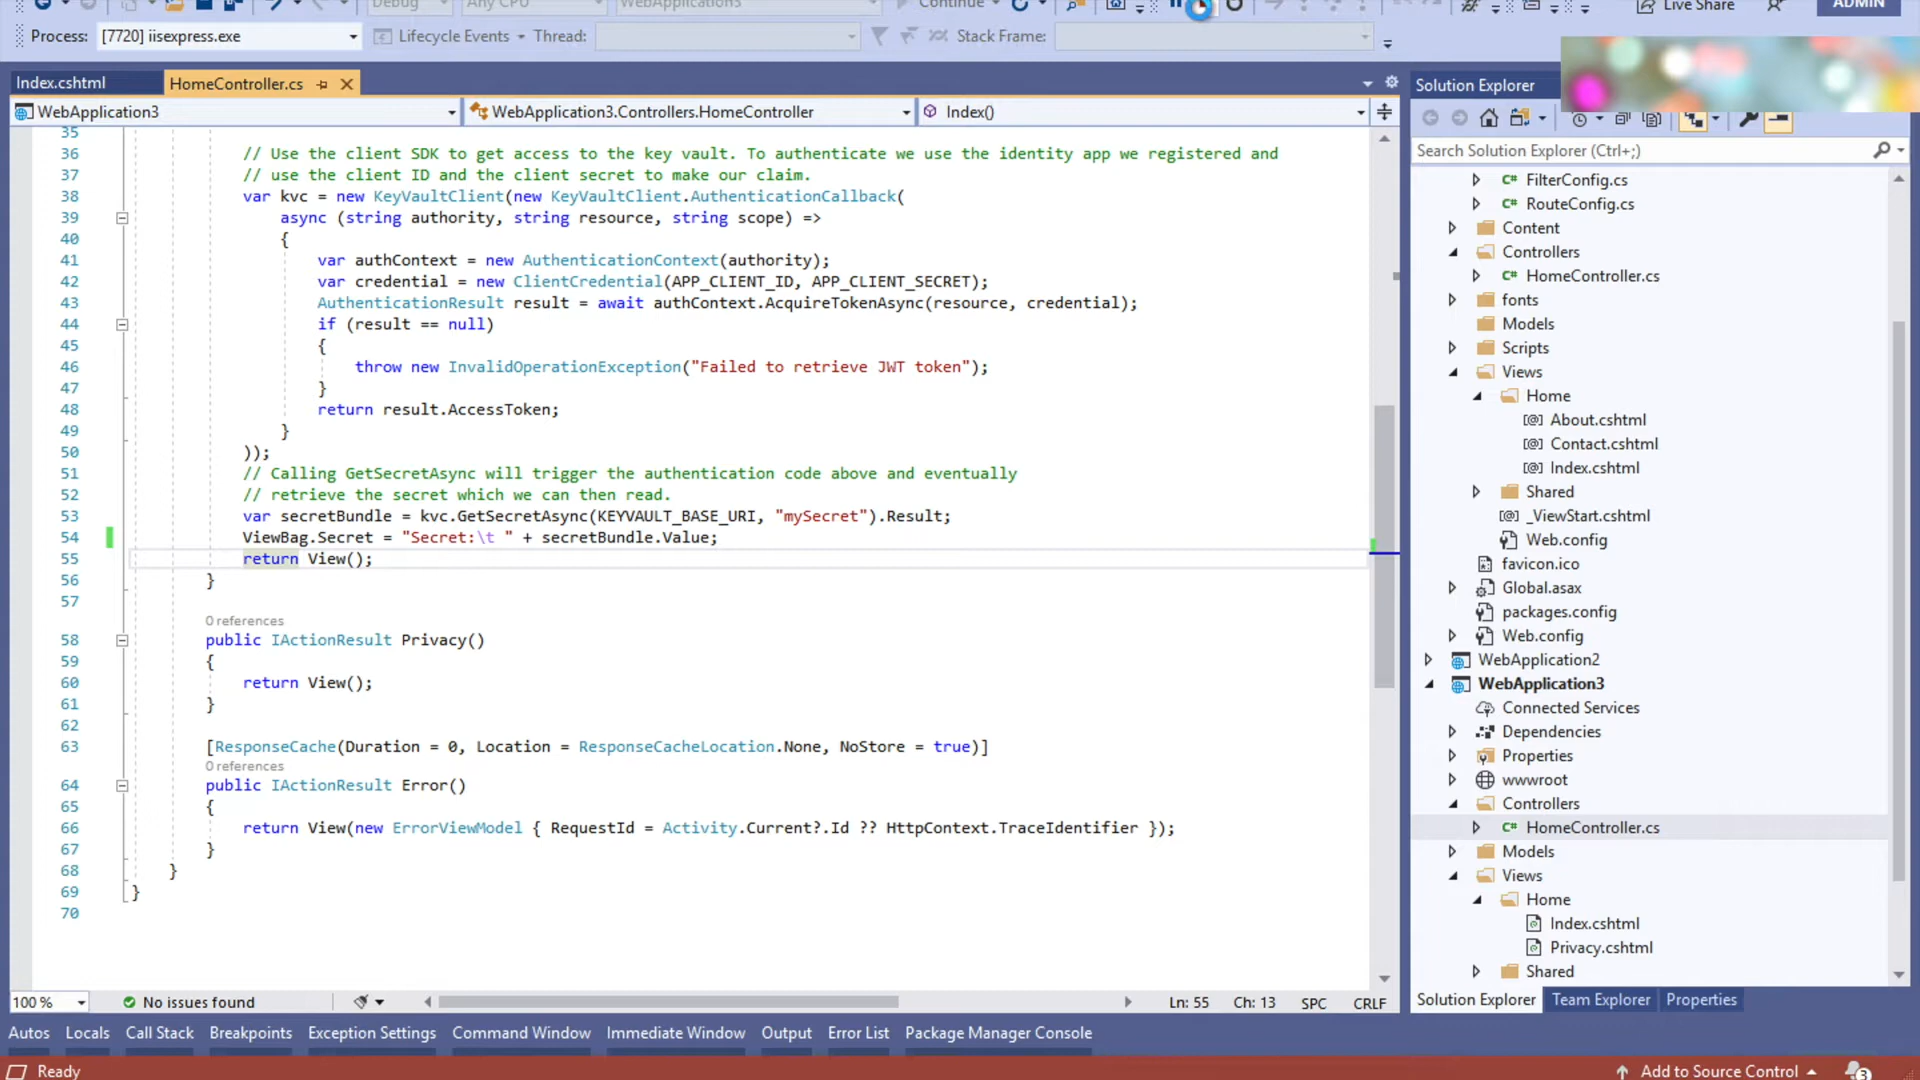 Debug
Any CPU
WebApplication3
Continue
Live Share
ADMIN
Process: [7720] iisexpress.exe
Lifecycle Events
Thread:
Stack Frame:
Index.cshtml
HomeController.cs
WebApplication3
WebApplication3.Controllers.HomeController
Index()
35
36 // Use the client SDK to get access to the key vault. To authenticate we use the identity app we registered and
37 // use the client ID and the client secret to make our claim.
38 var kvc = new KeyVaultClient(new KeyVaultClient.AuthenticationCallback(
39 async (string authority, string resource, string scope) =>
40 {
41 var authContext = new AuthenticationContext(authority);
42 var credential = new ClientCredential(APP_CLIENT_ID, APP_CLIENT_SECRET);
43 AuthenticationResult result = await authContext.AcquireTokenAsync(resource, credential);
44 if (result == null)
45 {
46 throw new InvalidOperationException("Failed to retrieve JWT token");
47 }
48 return result.AccessToken;
49 }
50 ));
51 // Calling GetSecretAsync will trigger the authentication code above and eventually
52 // retrieve the secret which we can then read.
53 var secretBundle = kvc.GetSecretAsync(KEYVAULT_BASE_URI, "mySecret").Result;
54 ViewBag.Secret = "Secret:\t " + secretBundle.Value;
55 return View();
56 }
57
0 references
58 public IActionResult Privacy()
59 {
60 return View();
61 }
62
63 [ResponseCache(Duration = 0, Location = ResponseCacheLocation.None, NoStore = true)]
0 references
64 public IActionResult Error()
65 {
66 return View(new ErrorViewModel { RequestId = Activity.Current?.Id ?? HttpContext.TraceIdentifier });
67 }
68 }
69 }
70
100 %
No issues found
Ln: 55
Ch: 13
SPC
CRLF
Solution Explorer
Search Solution Explorer (Ctrl+;)
C# FilterConfig.cs
C# RouteConfig.cs
Content
Controllers
C# HomeController.cs
fonts
Models
Scripts
Views
Home
[@] About.cshtml
[@] Contact.cshtml
[@] Index.cshtml
Shared
[@] _ViewStart.cshtml
Web.config
favicon.ico
Global.asax
packages.config
Web.config
WebApplication2
WebApplication3
Connected Services
Dependencies
Properties
wwwroot
Controllers
C# HomeController.cs
Models
Views
Home
Index.cshtml
Privacy.cshtml
Shared
Solution Explorer
Team Explorer
Properties
Autos
Locals
Call Stack
Breakpoints
Exception Settings
Command Window
Immediate Window
Output
Error List
Package Manager Console
Ready
Add to Source Control
3